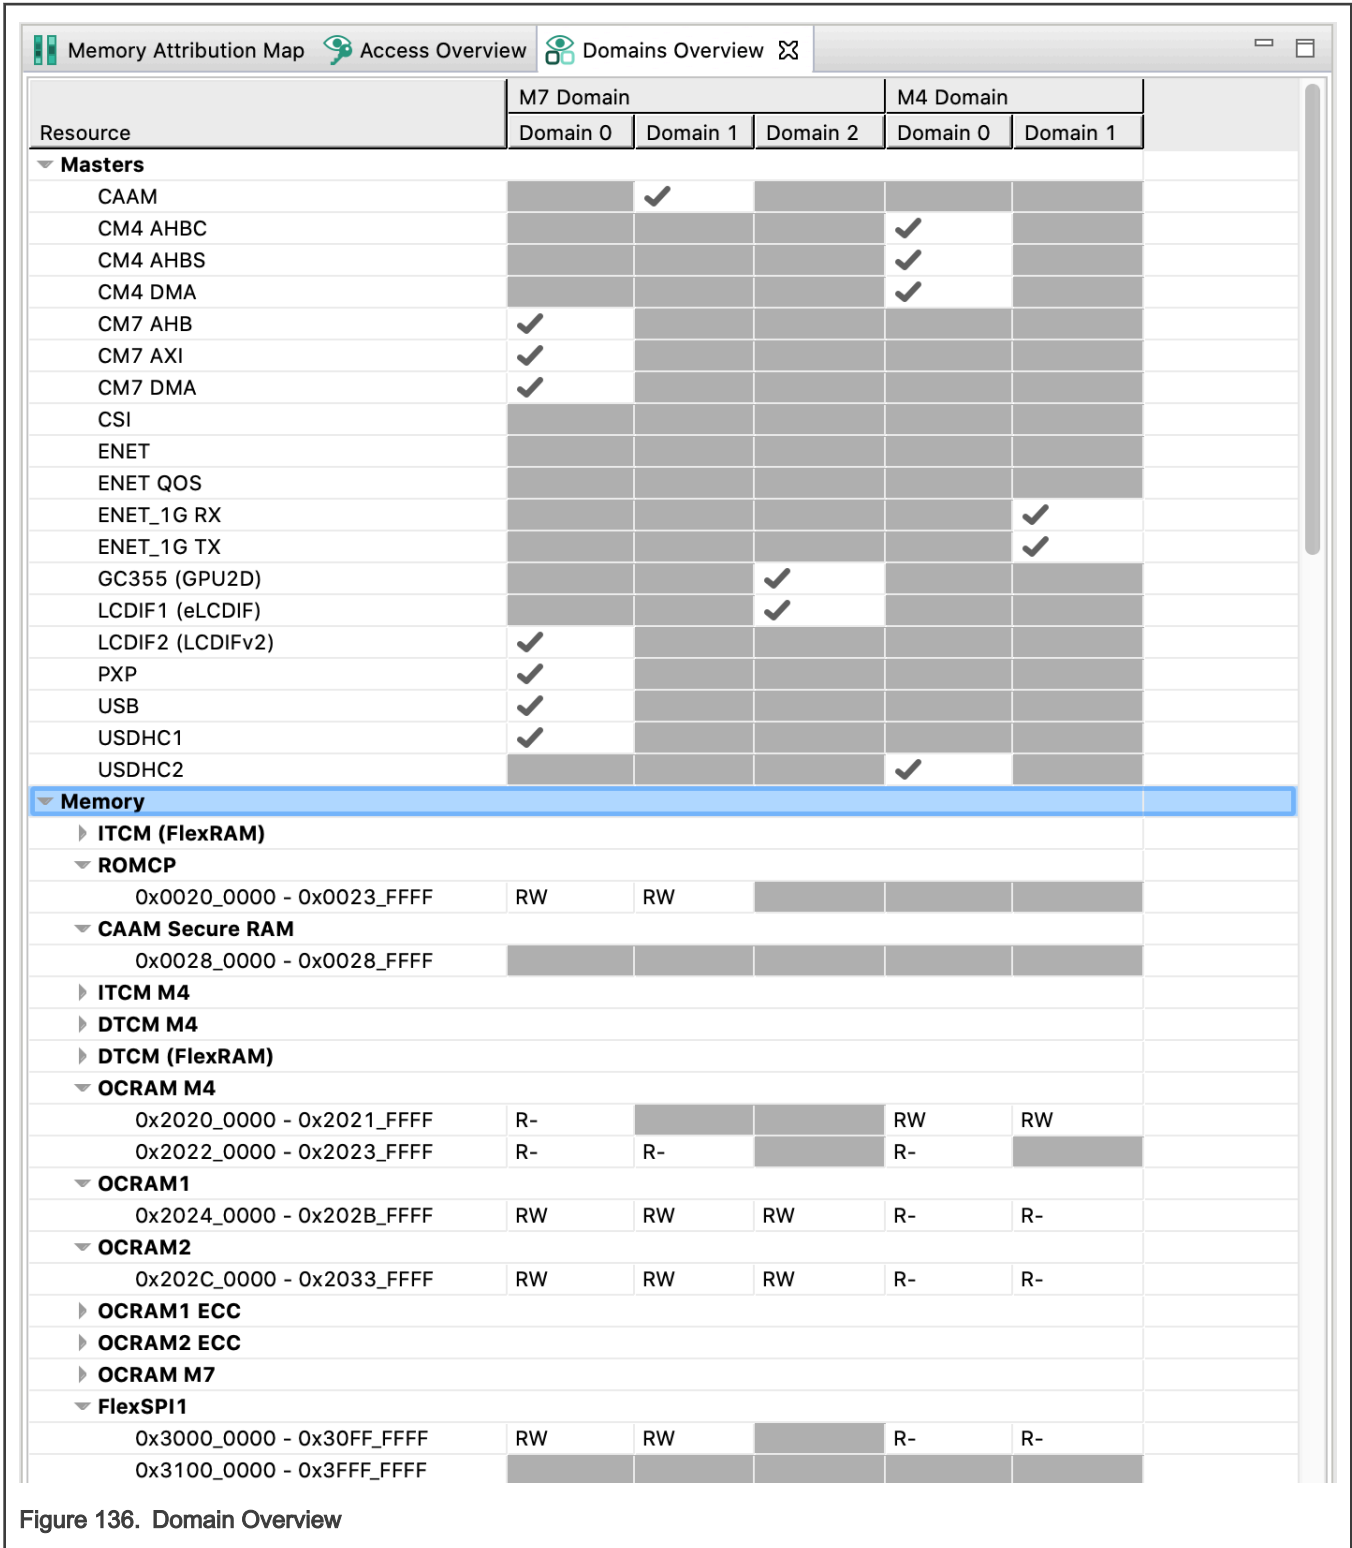 Memory Attribution Map Access Overview Domains Overview
M7 Domain M4 Domain
Resource Domain 0 Domain 1 Domain 2 Domain 0 Domain 1
Masters
CAAM
CM4 AHBC
CM4 AHBS
CM4 DMA
CM7 AHB
CM7 AXI
CM7 DMA
CSI
ENET
ENET QOS
ENET_1G RX
ENET_1G TX
GC355 (GPU2D)
LCDIF1 (eLCDIF)
LCDIF2 (LCDIFv2)
PXP
USB
USDHC1
USDHC2
Memory
ITCM (FlexRAM)
ROMCP
0x0020_0000 - 0x0023_FFFF RW RW
CAAM Secure RAM
0x0028_0000 - 0x0028_FFFF
ITCM M4
DTCM M4
DTCM (FlexRAM)
OCRAM M4
0x2020_0000 - 0x2021_FFFF R- RW RW
0x2022_0000 - 0x2023_FFFF R- R- R-
OCRAM1
0x2024_0000 - 0x202B_FFFF RW RW RW R- R-
OCRAM2
0x202C_0000 - 0x2033_FFFF RW RW RW R- R-
OCRAM1 ECC
OCRAM2 ECC
OCRAM M7
FlexSPI1
0x3000_0000 - 0x30FF_FFFF RW RW R- R-
0x3100_0000 - 0x3FFF_FFFF
Figure 136. Domain Overview